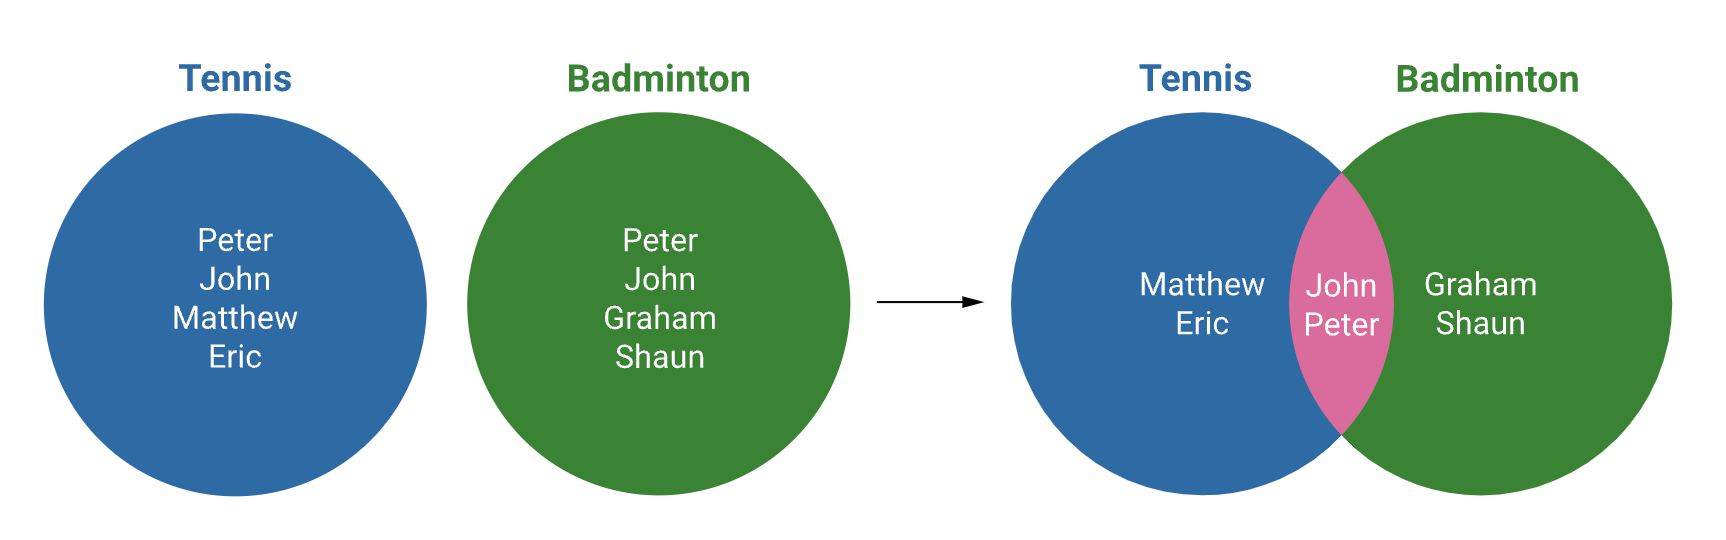 Tennis
Peter
John
Matthew
Eric
Badminton
Peter
John
Graham
Shaun
Tennis
Matthew
Eric
John
Peter
Badminton
Graham
Shaun